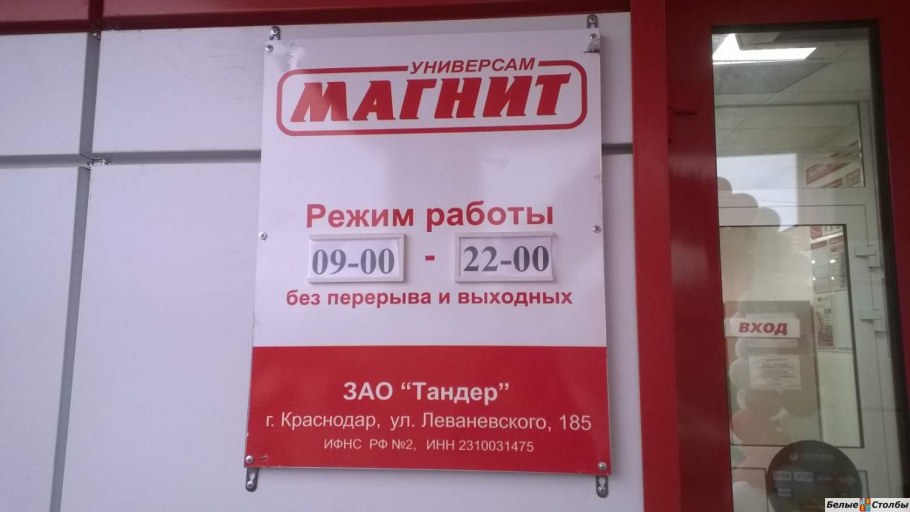 УНИВЕРСАМ
МАГНИТ
Режим работы
09-00 - 22-00
без перерыва и выходных
ЗАО "Тандер"
г. Краснодар, ул. Леваневского, 185
ИФНС РФ №2, ИНН 2310031475
ВХОД
Белые Столбы